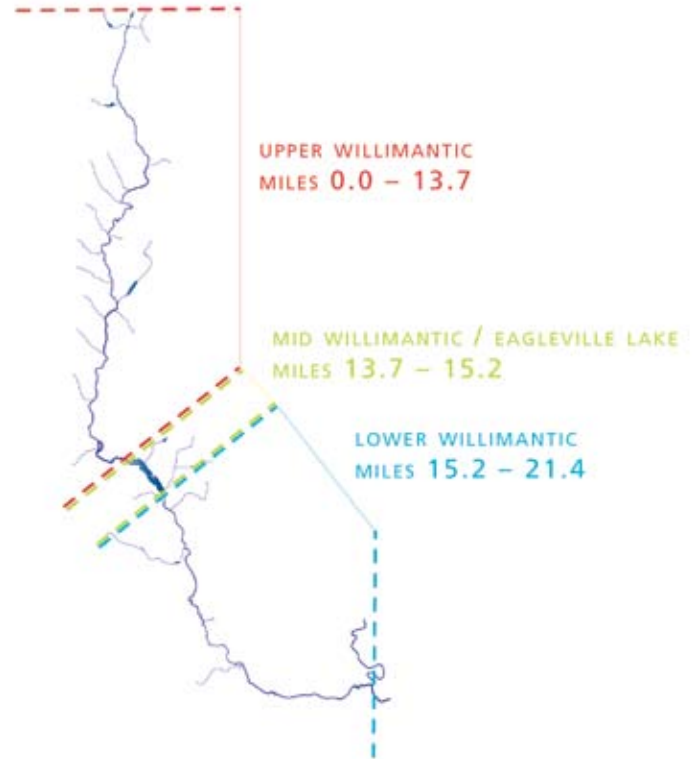 UPPER WILLIMANTIC
MILES 0.0 – 13.7
MID WILLIMANTIC / EAGLEVILLE LAKE
MILES 13.7 – 15.2
LOWER WILLIMANTIC
MILES 15.2 – 21.4